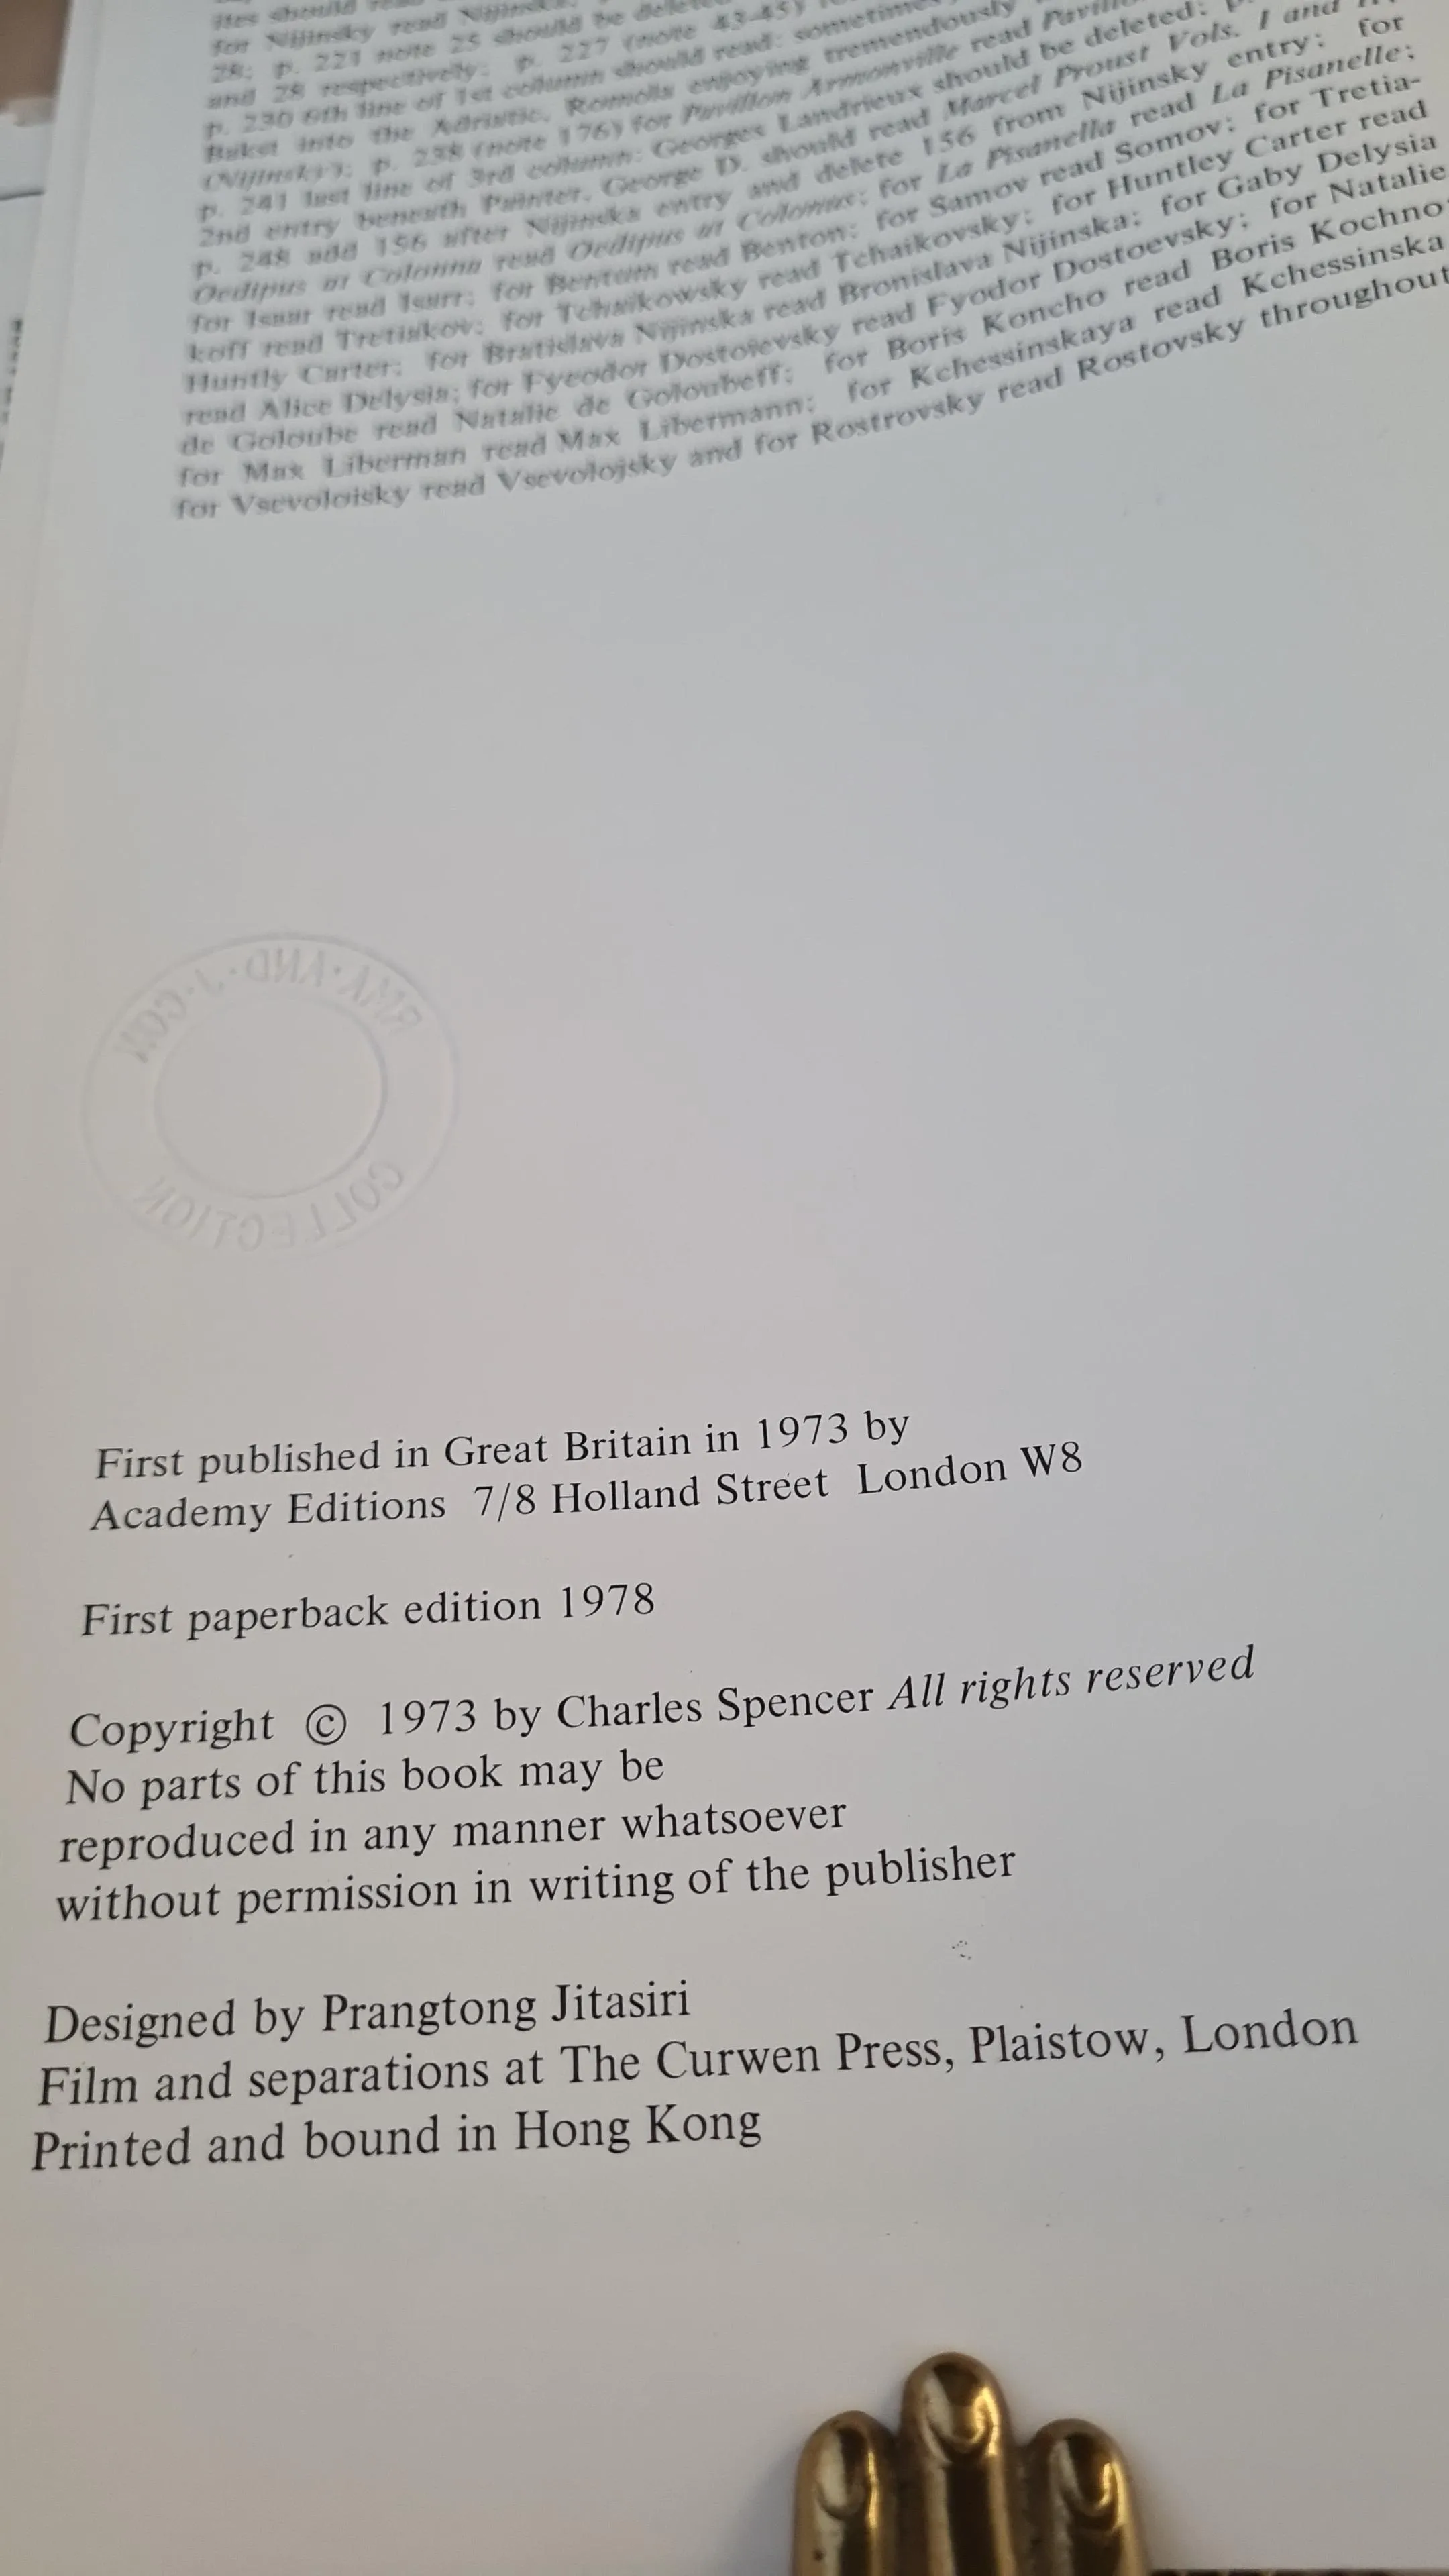 for Nijinsky read
28; p. 221 note 25 should be
and 28 respectively; p. 227 (note 43-45)
p. 230 6th line of 1st column should read: sometimes
Bakst into the Adriatic, Romola enjoying tremendously
(Nijinsky); p. 238 (note 176) for Pavillon Armonville read
p. 241 last line of 3rd column: Georges Landrieux should be deleted;
2nd entry beneath Painter, George D. should read Marcel Proust Vols. I and
p. 248 add 156 after Nijinska entry and delete 156 from Nijinsky entry; for
Oedipus at Colonna read Oedipus at Colonus; for La Pisanella read La Pisanelle;
for Isaar read Isarr; for Bentoin read Benton; for Samov read Somov; for Tretia-
koff read Tretiakov; for Tchaikowsky read Tchaikovsky; for Huntley Carter read
Huntly Carter; for Bratislava Nijinska read Bronislava Nijinska; for Gaby Delysia
read Alice Delysia; for Fyeodor Dostoievsky read Fyodor Dostoevsky; for Natalie
de Goloube read Natalie de Goloubeff; for Boris Koncho read Boris Kochno;
for Max Liberman read Max Libermann; for Kchessinskaya read Kchessinska
for Vsevoloisky read Vsevolojsky and for Rostrovsky read Rostovsky throughout
RMA·AND·J·COX
COLLECTION
First published in Great Britain in 1973 by
Academy Editions 7/8 Holland Street London W8
First paperback edition 1978
Copyright © 1973 by Charles Spencer All rights reserved
No parts of this book may be
reproduced in any manner whatsoever
without permission in writing of the publisher
Designed by Prangtong Jitasiri
Film and separations at The Curwen Press, Plaistow, London
Printed and bound in Hong Kong